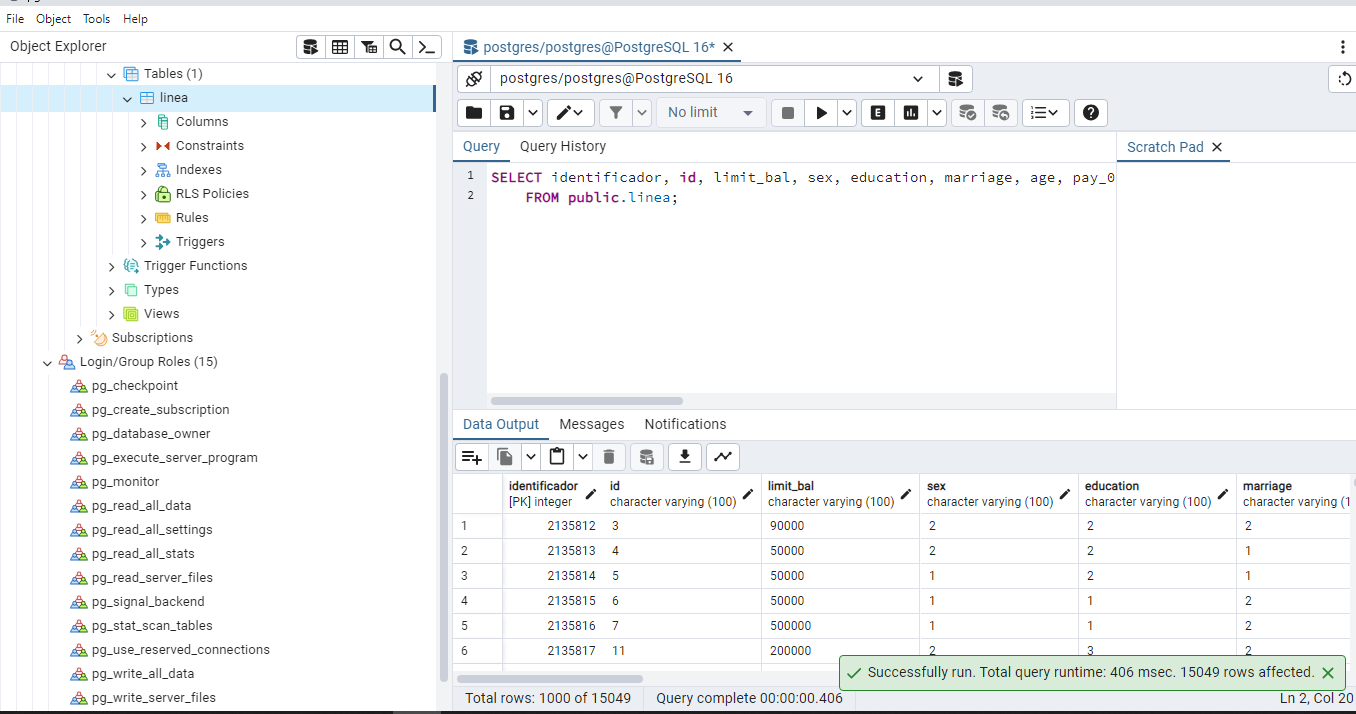 File Object Tools Help
Object Explorer
Tables (1)
linea
Columns
Constraints
Indexes
RLS Policies
Rules
Triggers
Trigger Functions
Types
Views
Subscriptions
Login/Group Roles (15)
pg_checkpoint
pg_create_subscription
pg_database_owner
pg_execute_server_program
pg_monitor
pg_read_all_data
pg_read_all_settings
pg_read_all_stats
pg_read_server_files
pg_signal_backend
pg_stat_scan_tables
pg_use_reserved_connections
pg_write_all_data
pg_write_server_files
postgres/postgres@PostgreSQL 16*
postgres/postgres@PostgreSQL 16
No limit
E
Query Query History
Scratch Pad
1 SELECT identificador, id, limit_bal, sex, education, marriage, age, pay_0
2 FROM public.linea;
Data Output Messages Notifications
identificador id limit_bal sex education marriage
[PK] integer character varying (100) character varying (100) character varying (100) character varying (100) character varying (1
1 2135812 3 90000 2 2 2
2 2135813 4 50000 2 2 1
3 2135814 5 50000 1 2 1
4 2135815 6 50000 1 1 2
5 2135816 7 500000 1 1 2
6 2135817 11 200000 2 3 2
Successfully run. Total query runtime: 406 msec. 15049 rows affected.
Total rows: 1000 of 15049 Query complete 00:00:00.406 Ln 2, Col 20